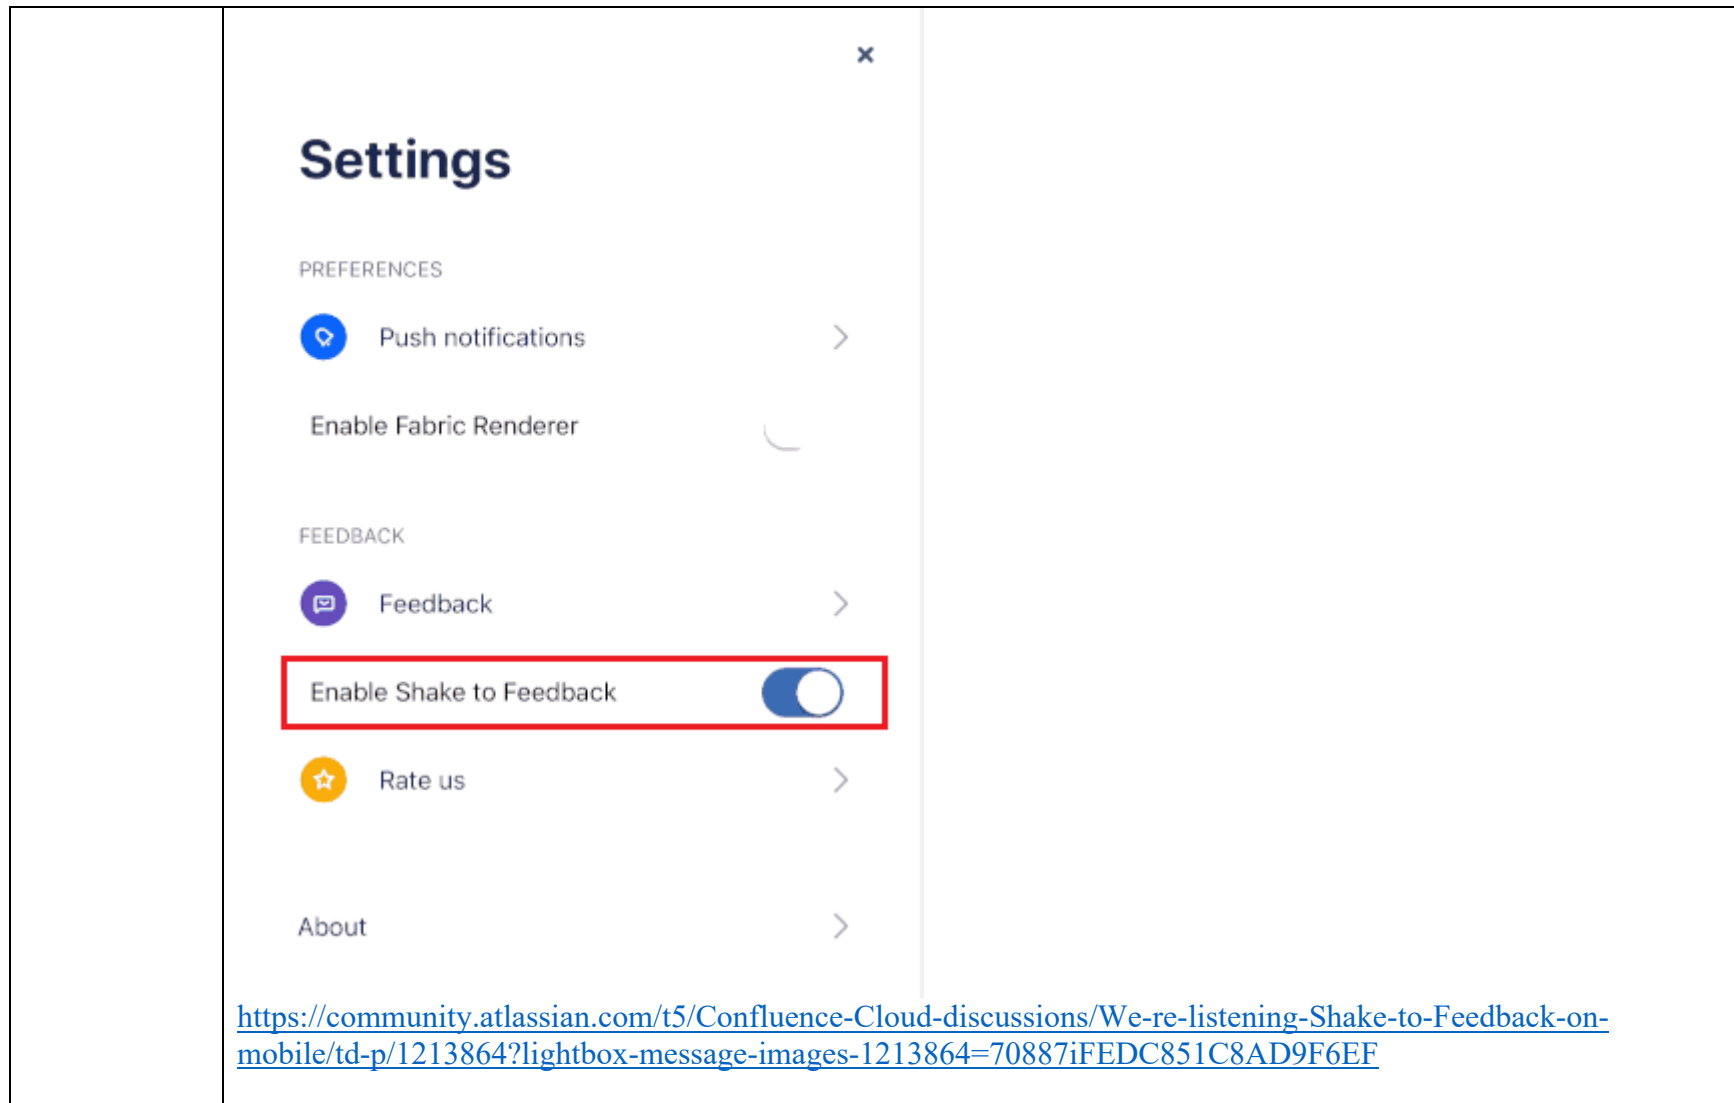 Settings
PREFERENCES
Push notifications
Enable Fabric Renderer
FEEDBACK
Feedback
Enable Shake to Feedback
Rate us
About
https://community.atlassian.com/t5/Confluence-Cloud-discussions/We-re-listening-Shake-to-Feedback-on-
mobile/td-p/1213864?lightbox-message-images-1213864=70887iFEDC851C8AD9F6EF